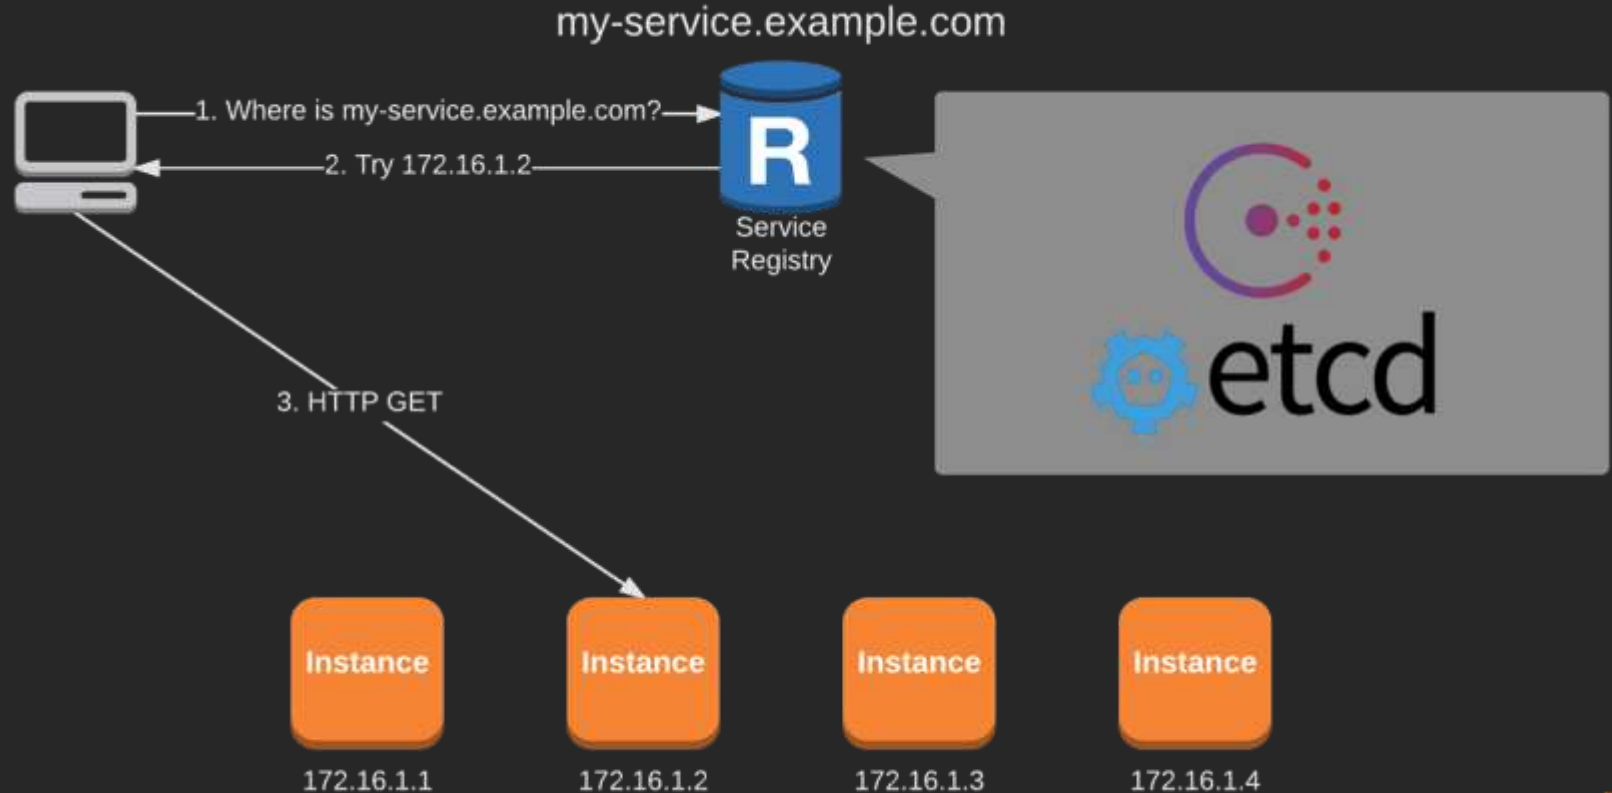 my-service.example.com
1. Where is my-service.example.com?
2. Try 172.16.1.2
R
Service
Registry
etcd
3. HTTP GET
Instance
Instance
Instance
Instance
172.16.1.1
172.16.1.2
172.16.1.3
172.16.1.4